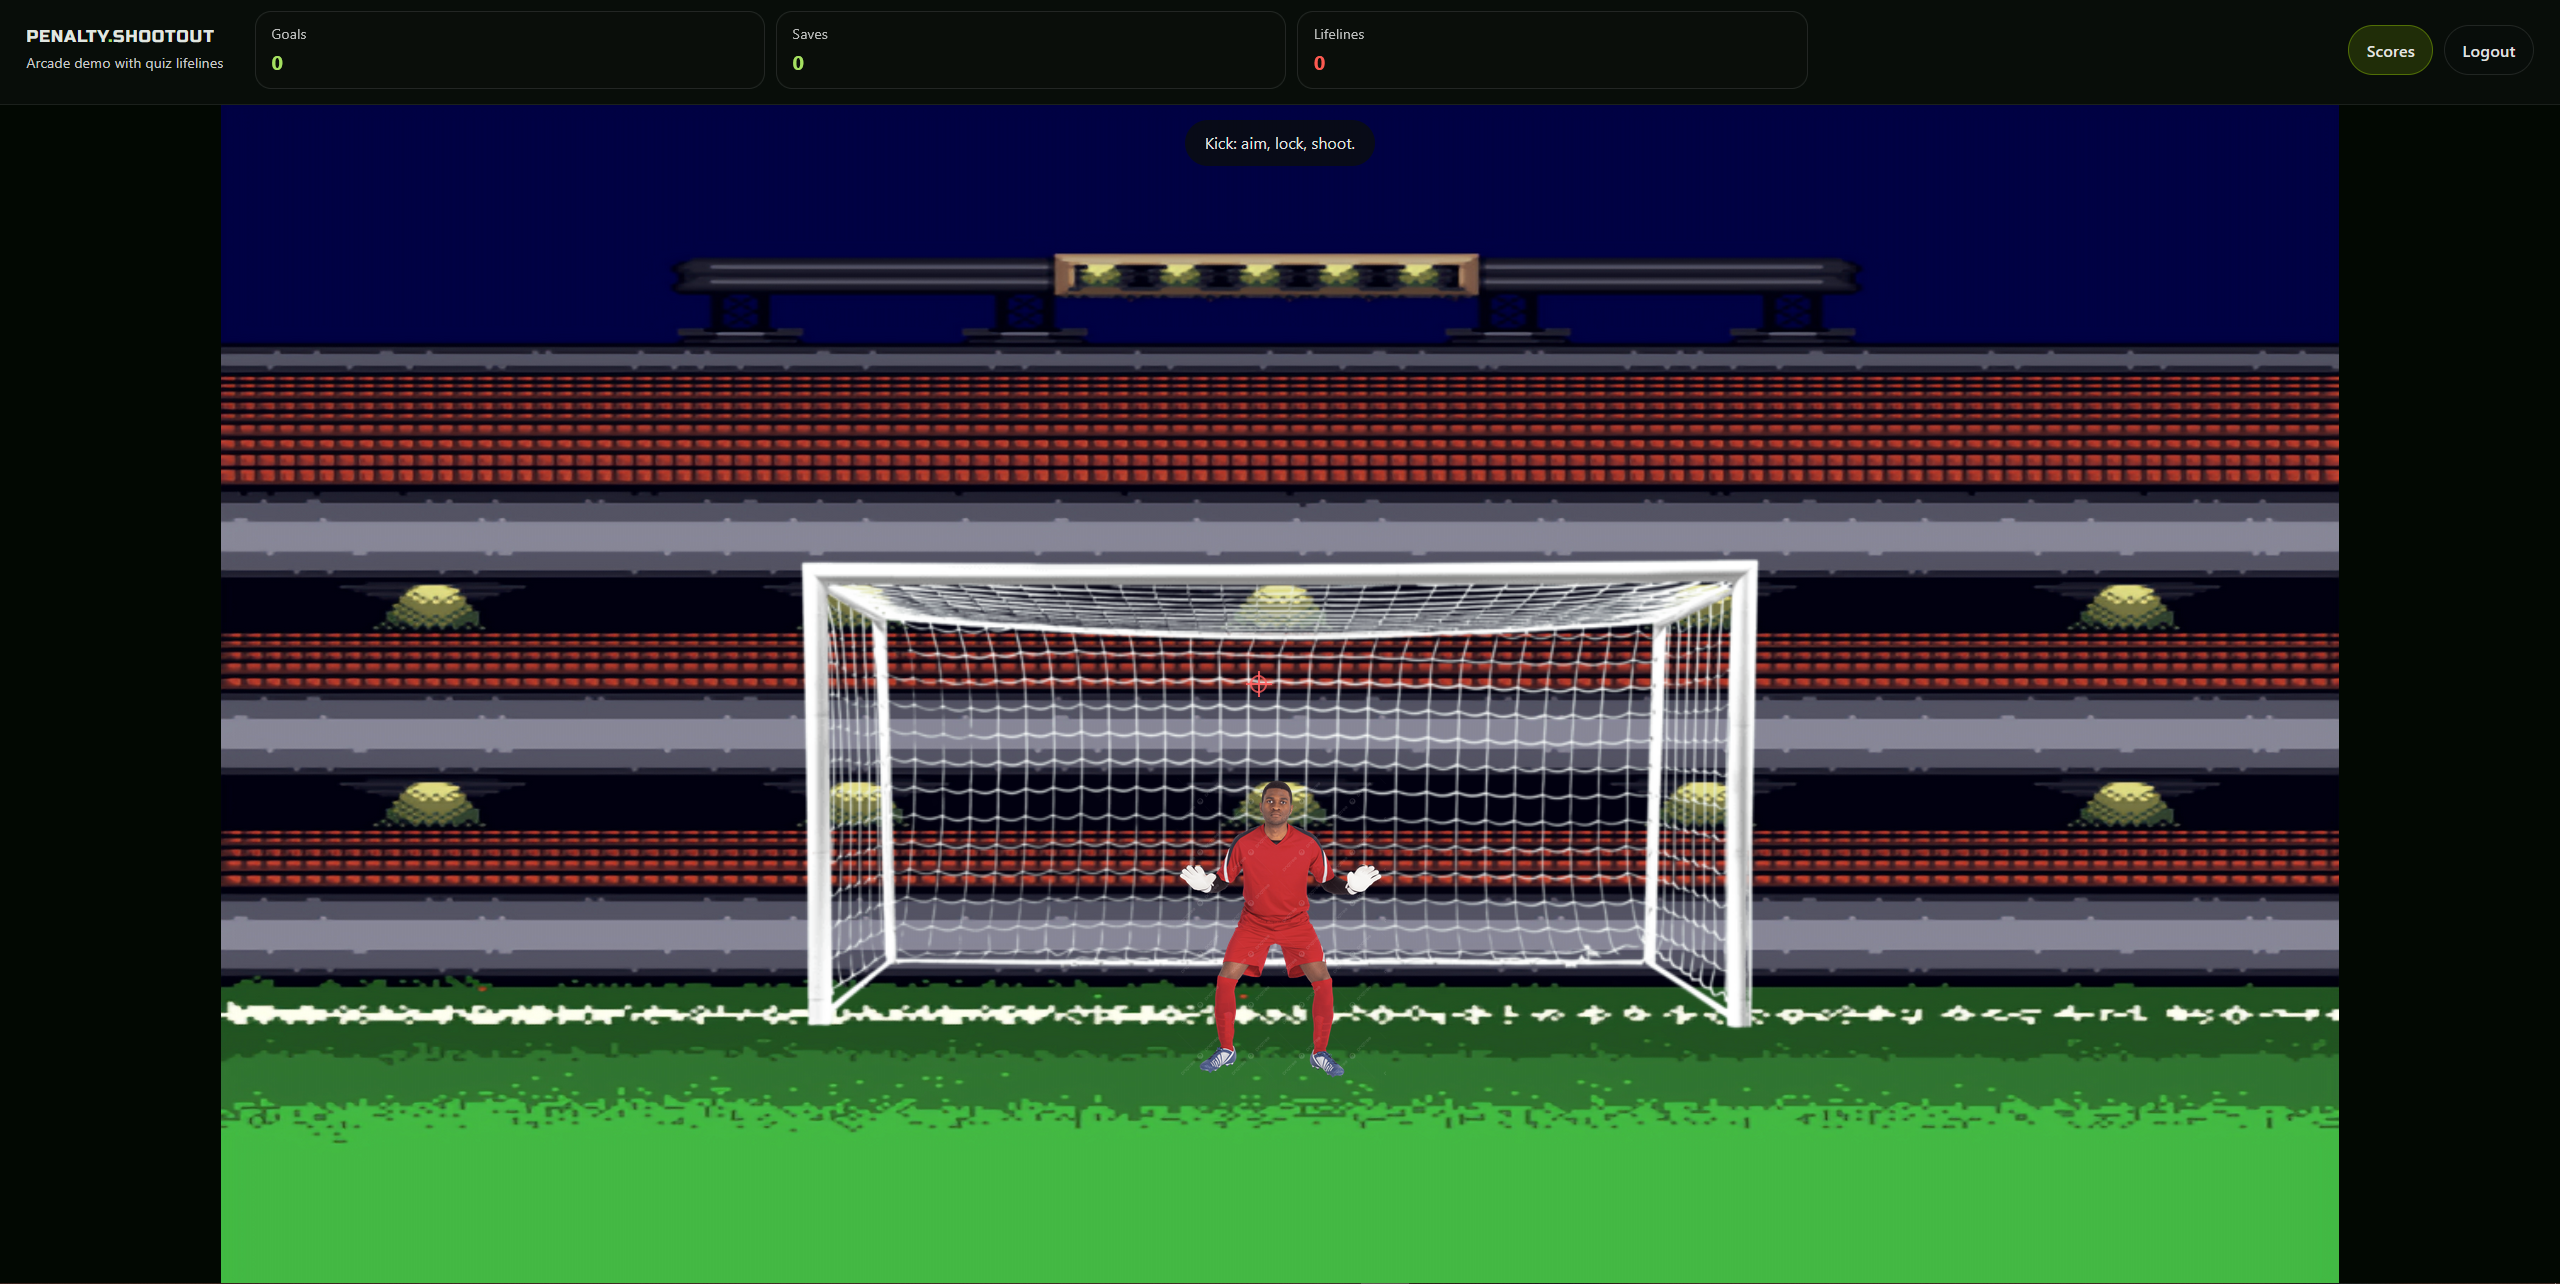 PENALTY.SHOOTOUT
Arcade demo with quiz lifelines
Goals
0
Saves
0
Lifelines
0
Scores
Logout
Kick: aim, lock, shoot.